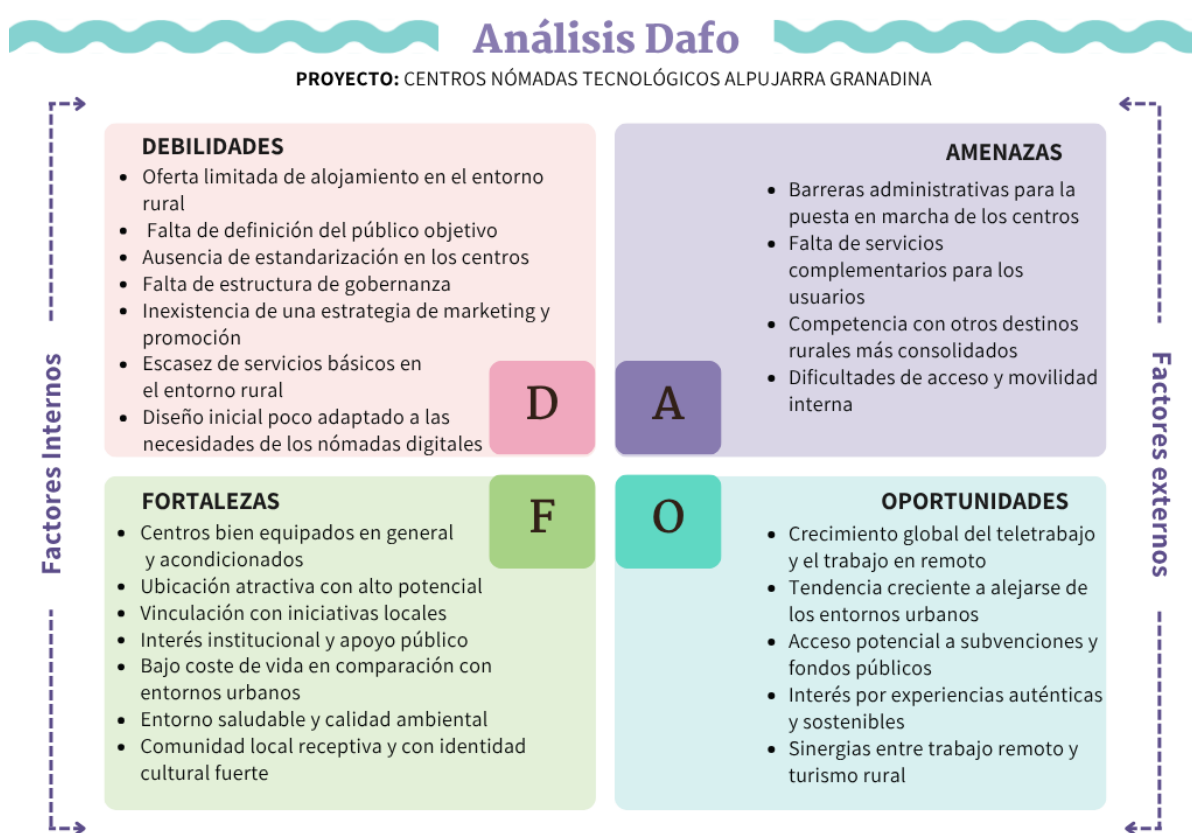 Análisis Dafo
PROYECTO: CENTROS NÓMADAS TECNOLÓGICOS ALPUJARRA GRANADINA
Factores Internos
DEBILIDADES
• Oferta limitada de alojamiento en el entorno
rural
• Falta de definición del público objetivo
• Ausencia de estandarización en los centros
• Falta de estructura de gobernanza
• Inexistencia de una estrategia de marketing y
promoción
• Escasez de servicios básicos en
el entorno rural
• Diseño inicial poco adaptado a las
necesidades de los nómadas digitales
D
AMENAZAS
• Barreras administrativas para la
puesta en marcha de los centros
• Falta de servicios
complementarios para los
usuarios
• Competencia con otros destinos
rurales más consolidados
• Dificultades de acceso y movilidad
interna
A
FORTALEZAS
• Centros bien equipados en general
y acondicionados
• Ubicación atractiva con alto potencial
• Vinculación con iniciativas locales
• Interés institucional y apoyo público
• Bajo coste de vida en comparación con
entornos urbanos
• Entorno saludable y calidad ambiental
• Comunidad local receptiva y con identidad
cultural fuerte
F
OPORTUNIDADES
• Crecimiento global del teletrabajo
y el trabajo en remoto
• Tendencia creciente a alejarse de
los entornos urbanos
• Acceso potencial a subvenciones y
fondos públicos
• Interés por experiencias auténticas
y sostenibles
• Sinergias entre trabajo remoto y
turismo rural
O
Factores externos